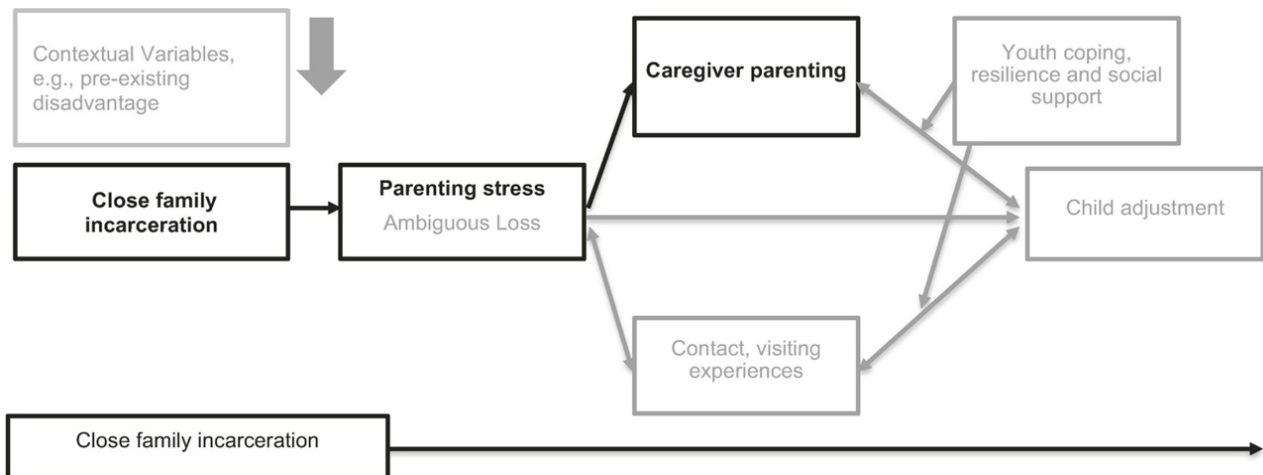 Contextual Variables,
e.g., pre-existing
disadvantage
Close family
incarceration
Parenting stress
Ambiguous Loss
Caregiver parenting
Contact, visiting
experiences
Youth coping,
resilience and social
support
Child adjustment
Close family incarceration